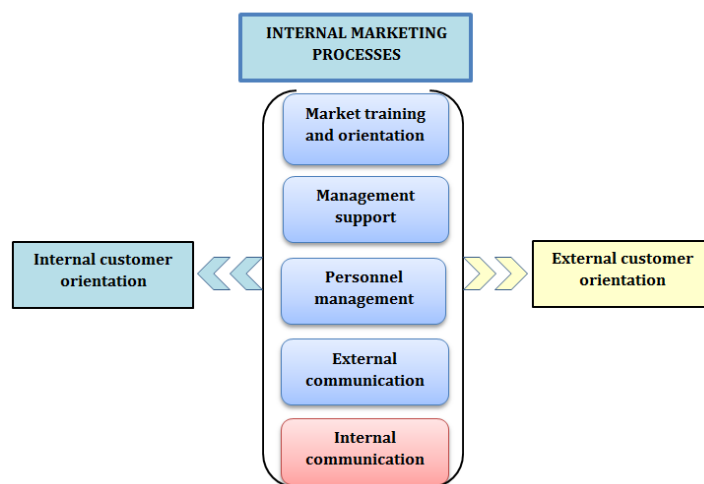 INTERNAL MARKETING
PROCESSES
Market training
and orientation
Management
support
Internal customer
orientation
External customer
orientation
Personnel
management
External
communication
Internal
communication